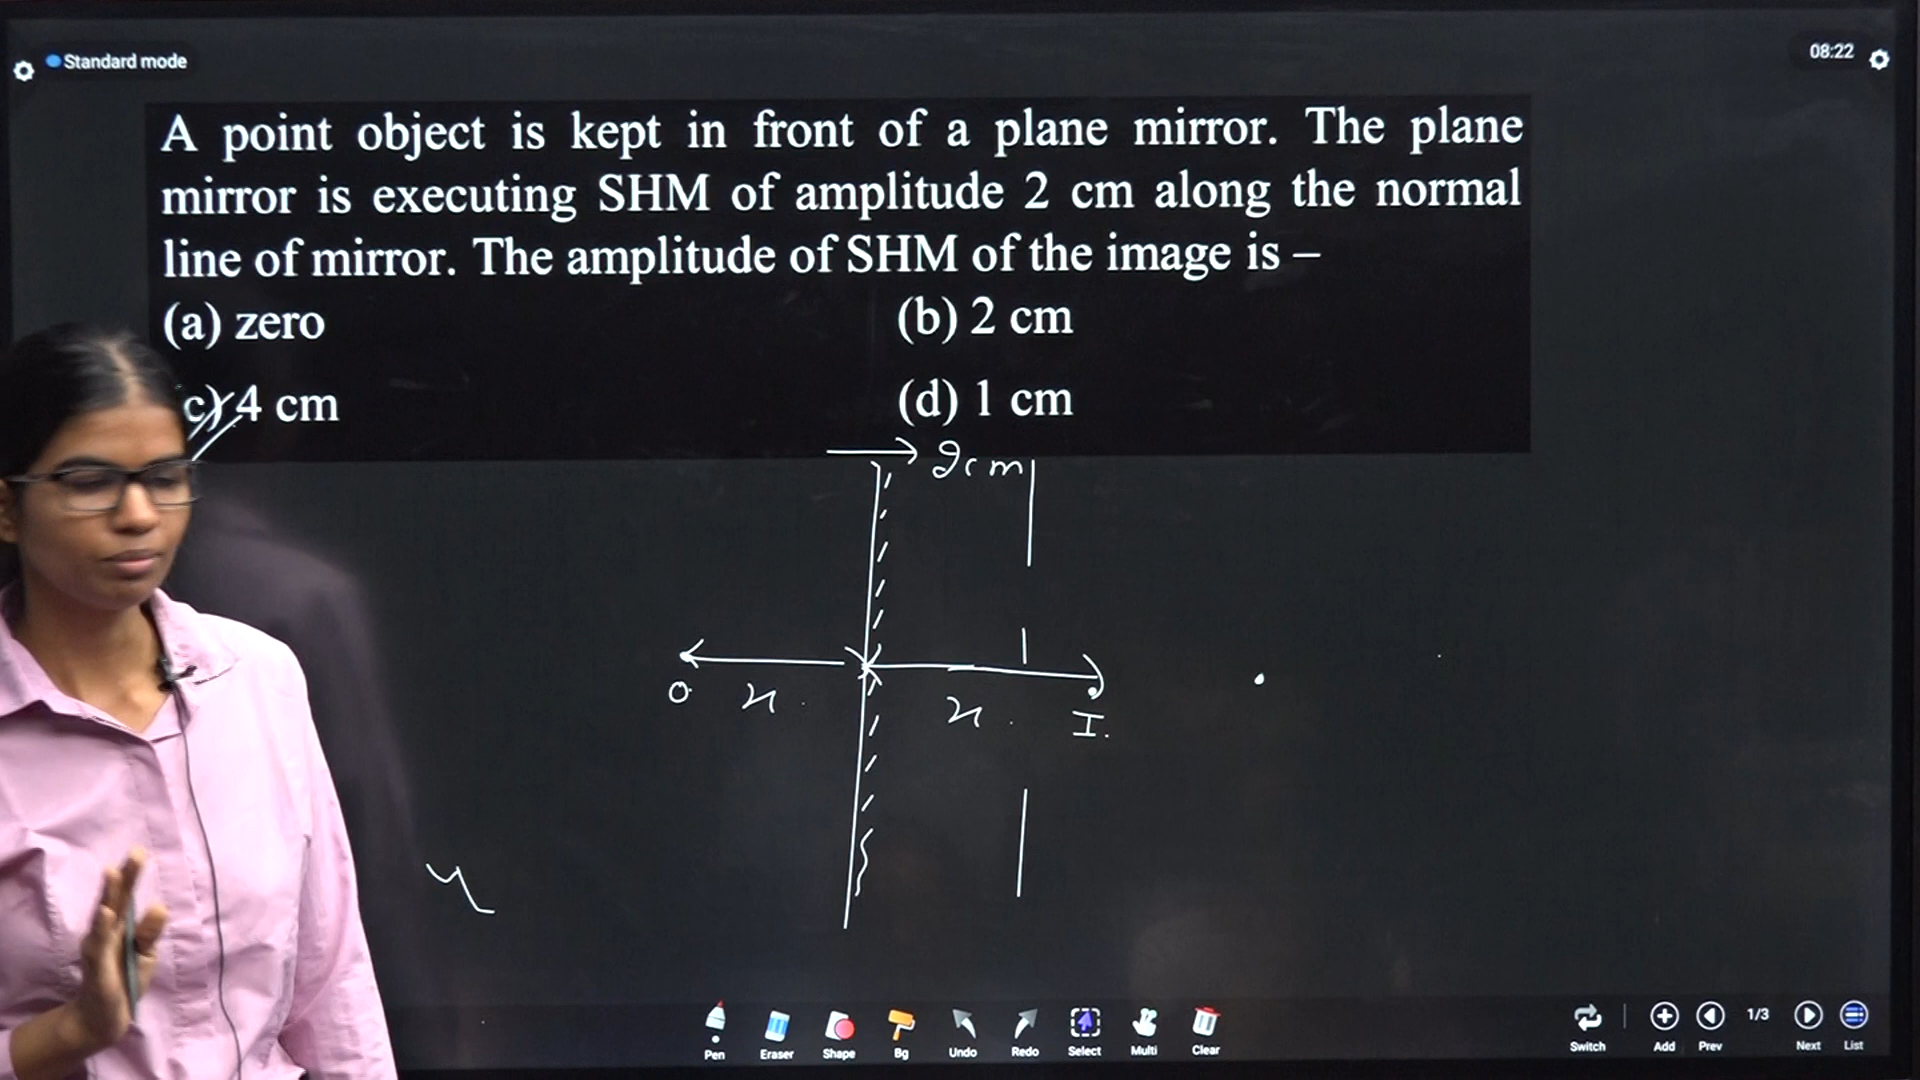 Standard mode
08:22
A point object is kept in front of a plane mirror. The plane
mirror is executing SHM of amplitude 2 cm along the normal
line of mirror. The amplitude of SHM of the image is –
(a) zero (b) 2 cm
c) 4 cm (d) 1 cm
2cm
O x x I.
Pen Eraser Shape Bg Undo Redo Select Multi Clear Switch Add Prev 1/3 Next List